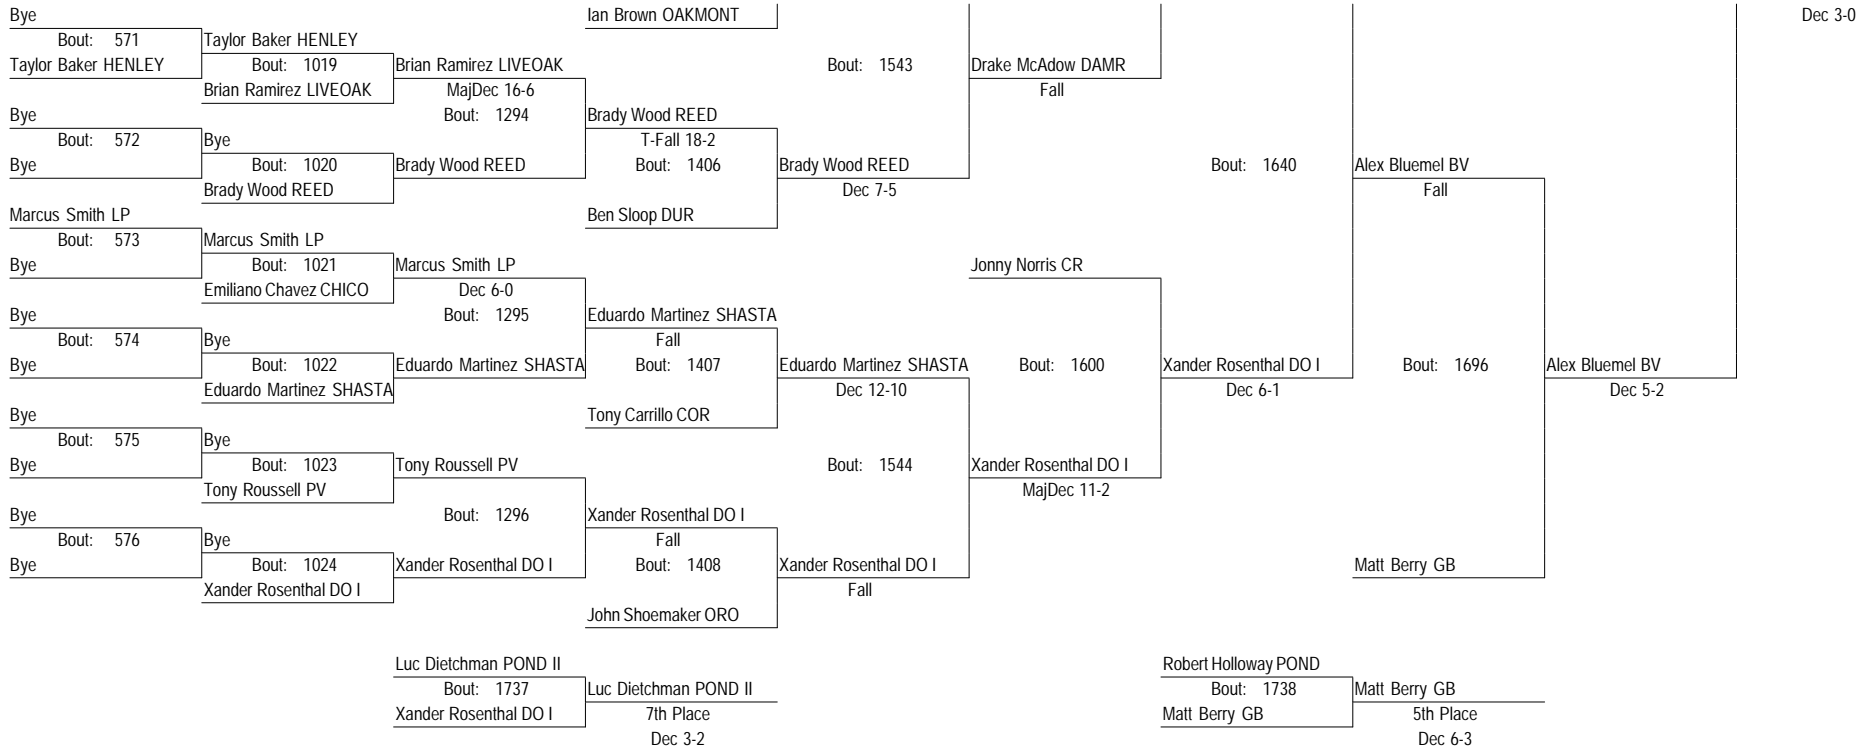 Bye
Ian Brown OAKMONT
Dec 3-0
Bout: 571
Taylor Baker HENLEY
Taylor Baker HENLEY
Bout: 1019
Brian Ramirez LIVEOAK
Bout: 1543
Drake McAdow DAMR
Brian Ramirez LIVEOAK
MajDec 16-6
Fall
Bye
Bout: 1294
Brady Wood REED
Bout: 572
Bye
T-Fall 18-2
Bye
Bout: 1020
Brady Wood REED
Bout: 1406
Brady Wood REED
Bout: 1640
Alex Bluemel BV
Brady Wood REED
Dec 7-5
Fall
Marcus Smith LP
Ben Sloop DUR
Bout: 573
Marcus Smith LP
Bye
Bout: 1021
Marcus Smith LP
Jonny Norris CR
Emiliano Chavez CHICO
Dec 6-0
Bye
Bout: 1295
Eduardo Martinez SHASTA
Bout: 574
Bye
Fall
Bye
Bout: 1022
Eduardo Martinez SHASTA
Bout: 1407
Eduardo Martinez SHASTA
Bout: 1600
Xander Rosenthal DO I
Bout: 1696
Alex Bluemel BV
Eduardo Martinez SHASTA
Dec 12-10
Dec 6-1
Dec 5-2
Bye
Tony Carrillo COR
Bout: 575
Bye
Bye
Bout: 1023
Tony Roussell PV
Bout: 1544
Xander Rosenthal DO I
Tony Roussell PV
MajDec 11-2
Bye
Bout: 1296
Xander Rosenthal DO I
Bout: 576
Bye
Fall
Bye
Bout: 1024
Xander Rosenthal DO I
Bout: 1408
Xander Rosenthal DO I
Matt Berry GB
Xander Rosenthal DO I
Fall
John Shoemaker ORO
Luc Dietchman POND II
Robert Holloway POND
Bout: 1737
Luc Dietchman POND II
Bout: 1738
Matt Berry GB
Xander Rosenthal DO I
7th Place
Matt Berry GB
5th Place
Dec 3-2
Dec 6-3